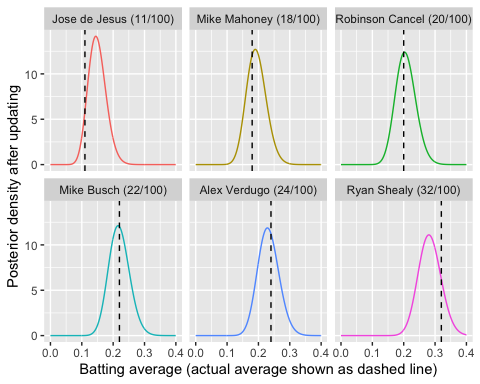 Jose de Jesus (11/100)
Mike Mahoney (18/100)
Robinson Cancel (20/100)
10
5
0
Mike Busch (22/100)
Alex Verdugo (24/100)
Ryan Shealy (32/100)
10
5
0
0.0 0.1 0.2 0.3 0.4
0.0 0.1 0.2 0.3 0.4
0.0 0.1 0.2 0.3 0.4
Posterior density after updating
Batting average (actual average shown as dashed line)